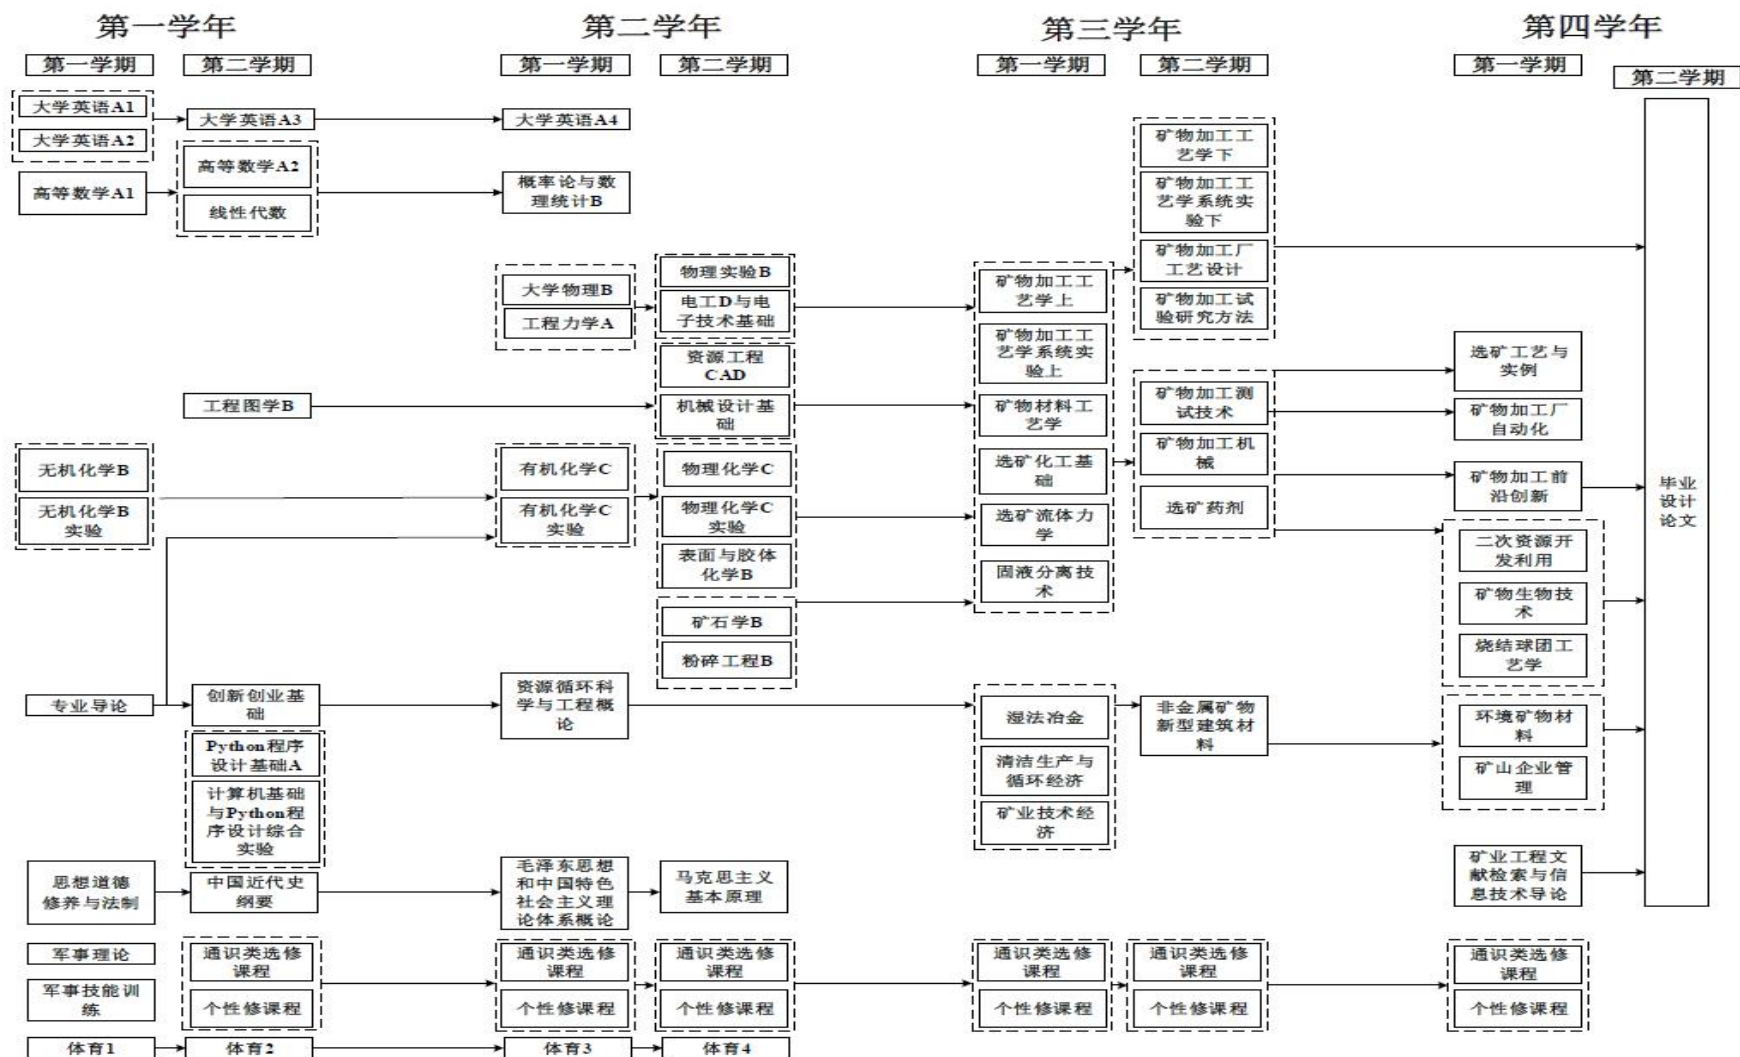 第一学年
第二学年
第三学年
第四学年
第一学期
第二学期
第一学期
第二学期
第一学期
第二学期
第一学期
第二学期
大学英语A1
大学英语A2
高等数学A1
无机化学B
无机化学B
实验
专业导论
思想道德
修养与法制
军事理论
军事技能训
练
体育1
大学英语A3
高等数学A2
线性代数
工程图学B
创新创业基
础
Python程序
设计基础A
计算机基础
与Python程
序设计综合
实验
中国近代史
纲要
通识类选修
课程
个性修课程
体育2
大学英语A4
概率论与数
理统计B
大学物理B
工程力学A
有机化学C
有机化学C
实验
资源循环科
学与工程概
论
毛泽东思想
和中国特色
社会主义理
论体系概论
通识类选修
课程
个性修课程
体育3
物理实验B
电工D与电
子技术基础
资源工程
CAD
机械设计基
础
物理化学C
物理化学C
实验
表面与胶体
化学B
矿石学B
粉碎工程B
马克思主义
基本原理
通识类选修
课程
个性修课程
体育4
矿物加工工
艺学上
矿物加工工
艺学系统实
验上
矿物材料工
艺学
选矿化工基
础
选矿流体力
学
固液分离技
术
湿法冶金
清洁生产与
循环经济
矿业技术经
济
通识类选修
课程
个性修课程
矿物加工工
艺学下
矿物加工工
艺学系统实
验下
矿物加工厂
工艺设计
矿物加工试
验研究方法
矿物加工测
试技术
矿物加工机
械
选矿药剂
非金属矿物
新型建筑材
料
通识类选修
课程
个性修课程
选矿工艺与
实例
矿物加工厂
自动化
矿物加工前
沿创新
二次资源开
发利用
矿物生物技
术
烧结球团工
艺学
环境矿物材
料
矿山企业管
理
矿业工程文
献检索与信
息技术导论
通识类选修
课程
个性修课程
毕业
设计
论文